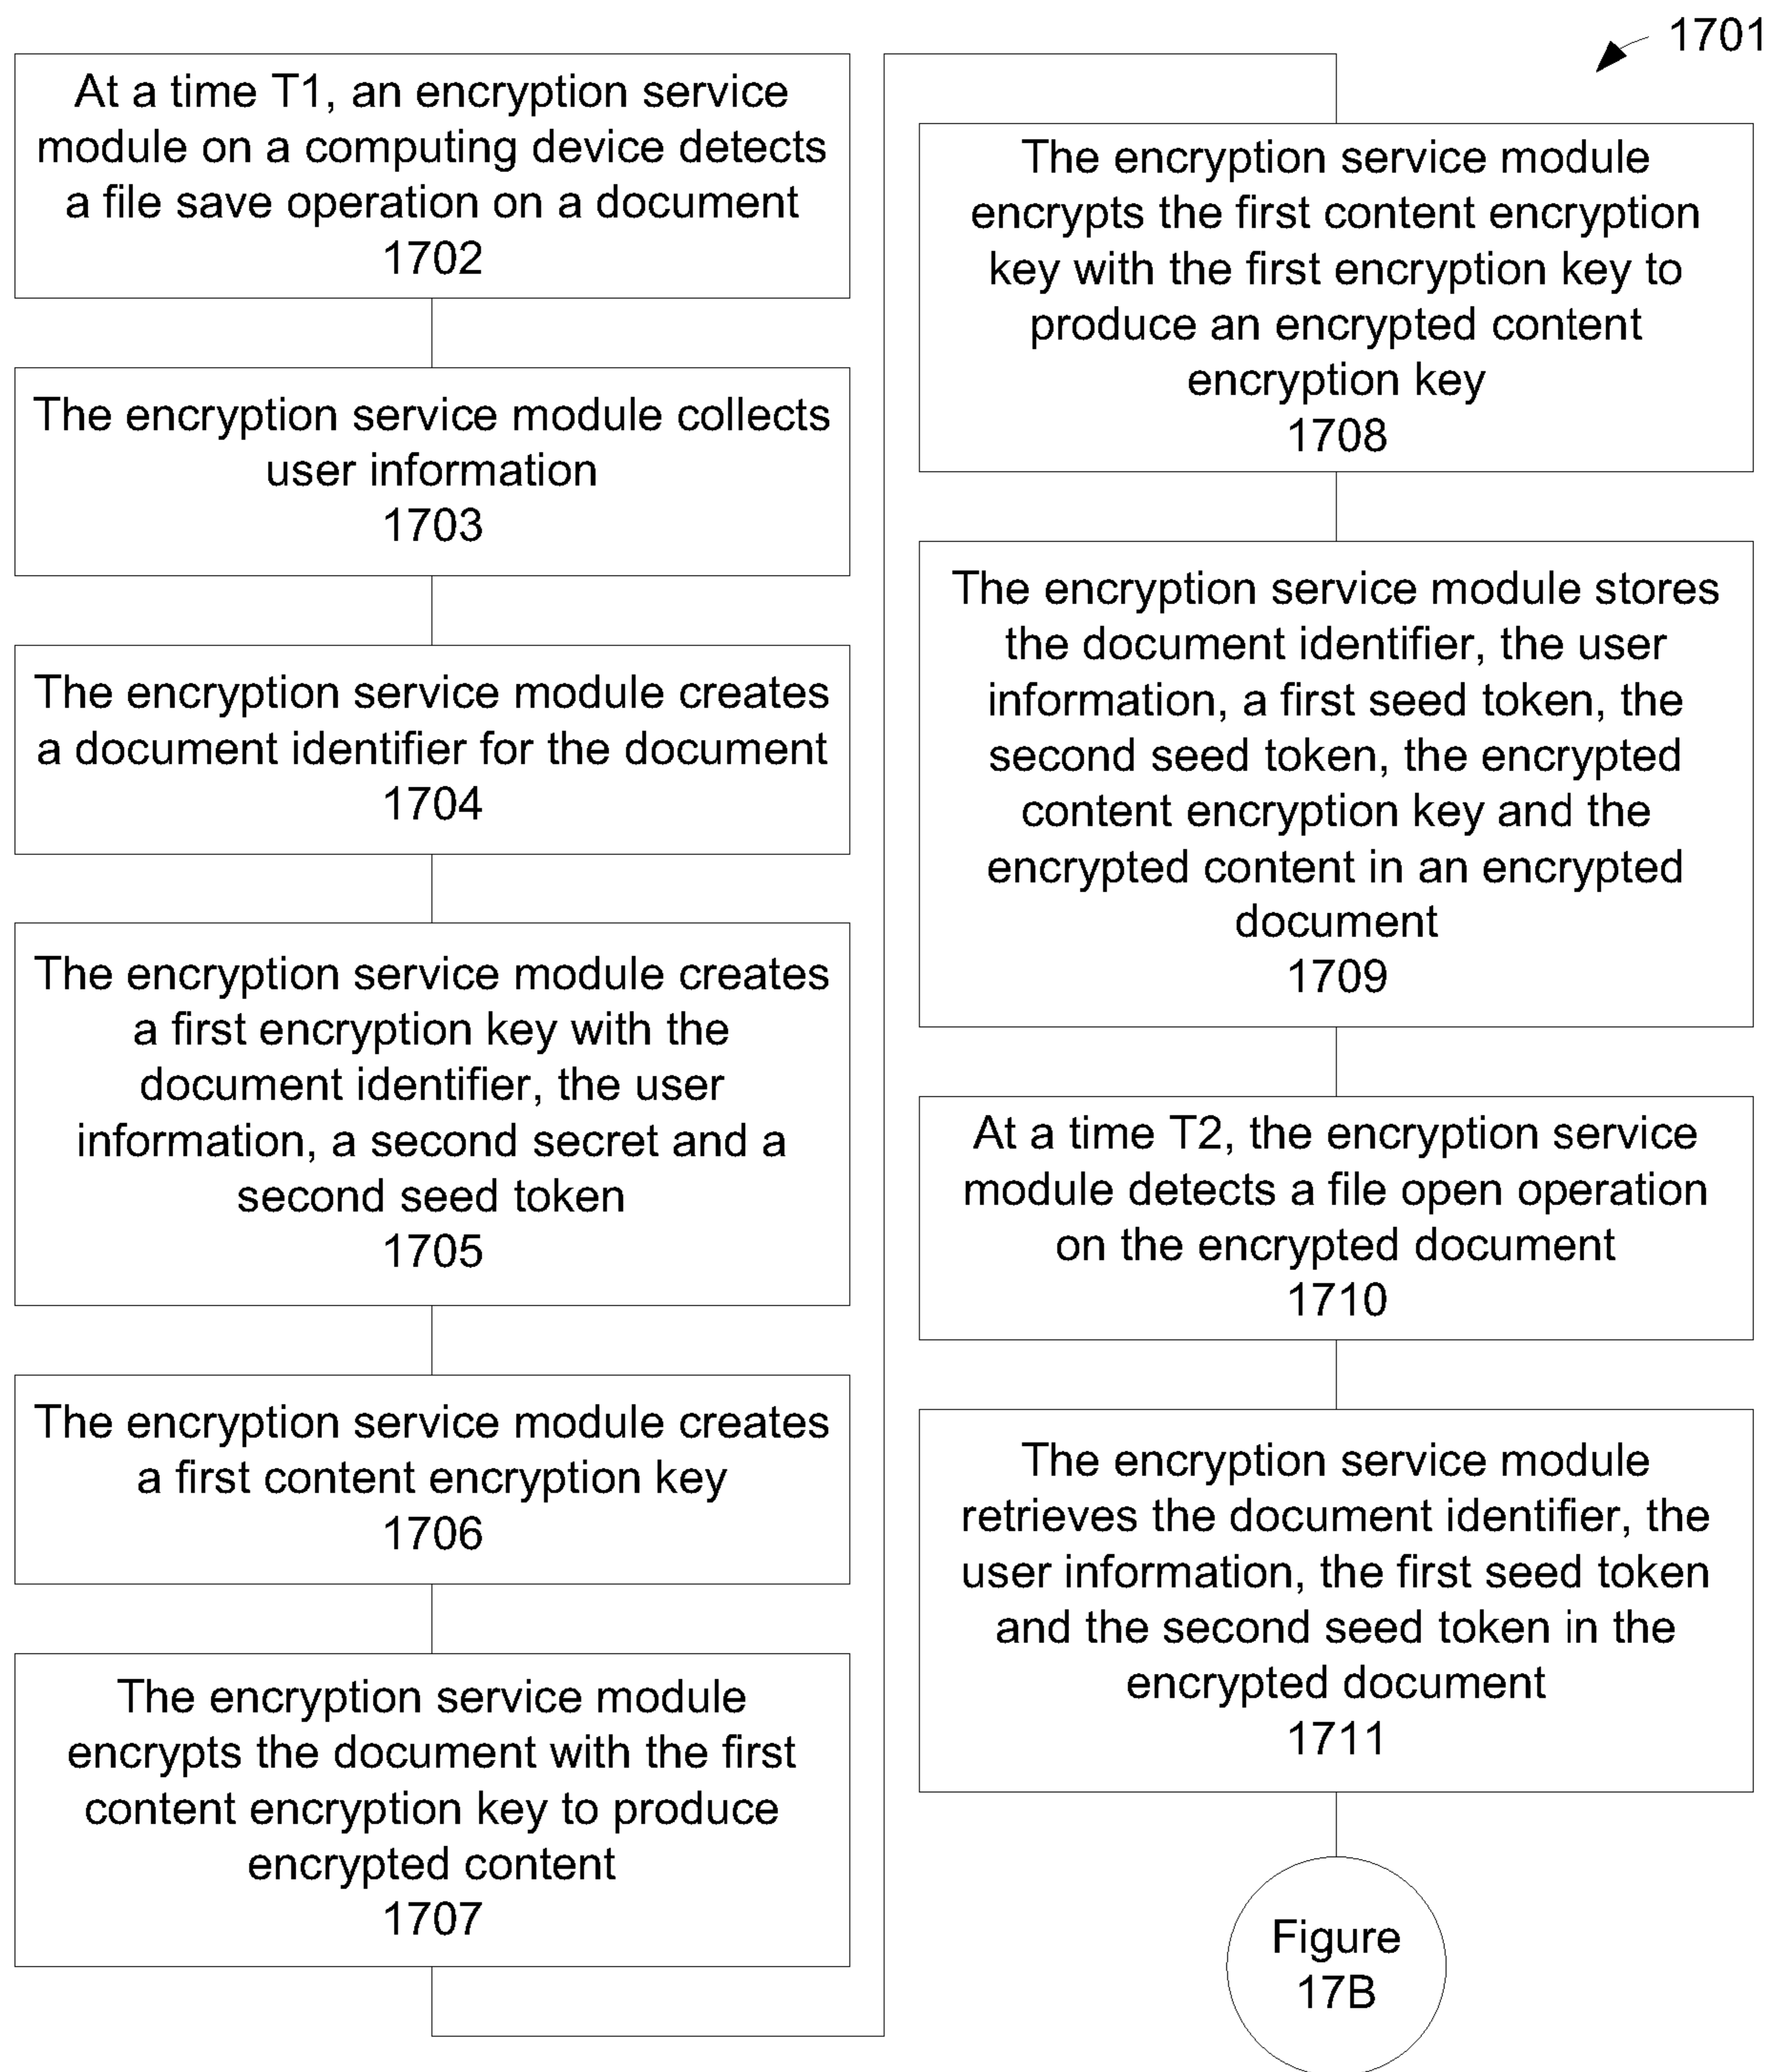 1701
At a time T1, an encryption service
module on a computing device detects
a file save operation on a document
1702
The encryption service module collects
user information
1703
The encryption service module creates
a document identifier for the document
1704
The encryption service module creates
a first encryption key with the
document identifier, the user
information, a second secret and a
second seed token
1705
The encryption service module creates
a first content encryption key
1706
The encryption service module
encrypts the document with the first
content encryption key to produce
encrypted content
1707
The encryption service module
encrypts the first content encryption
key with the first encryption key to
produce an encrypted content
encryption key
1708
The encryption service module stores
the document identifier, the user
information, a first seed token, the
second seed token, the encrypted
content encryption key and the
encrypted content in an encrypted
document
1709
At a time T2, the encryption service
module detects a file open operation
on the encrypted document
1710
The encryption service module
retrieves the document identifier, the
user information, the first seed token
and the second seed token in the
encrypted document
1711
Figure
17B